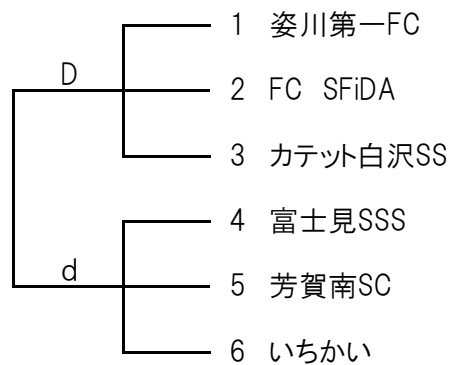 1 姿川第一FC
D
2 FC SFiDA
3 カテット白沢SS
4 富士見SSS
d
5 芳賀南SC
6 いちかい